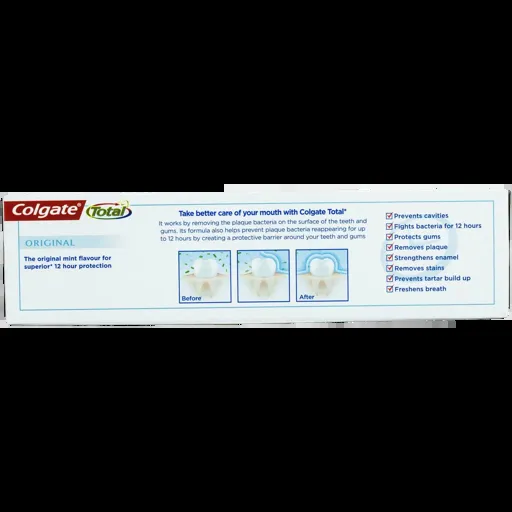 Colgate® Total®
ORIGINAL
The original mint flavour for
superior* 12 hour protection
Take better care of your mouth with Colgate Total®
It works by removing the plaque bacteria on the surface of the teeth and
gums. Its formula also helps prevent plaque bacteria reappearing for up
to 12 hours by creating a protective barrier around your teeth and gums
Before
After
Prevents cavities
Fights bacteria for 12 hours
Protects gums
Removes plaque
Strengthens enamel
Removes stains
Prevents tartar build up
Freshens breath